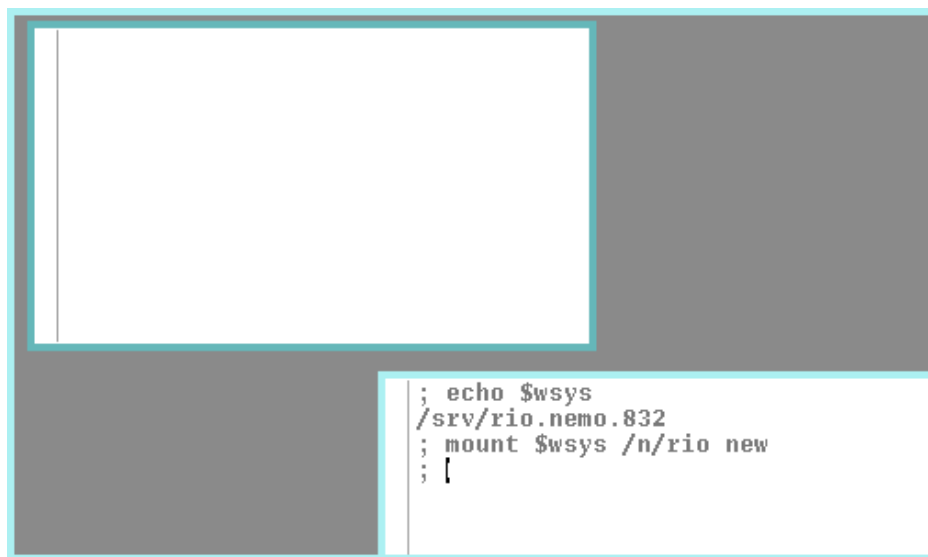 ; echo $wsys
/srv/rio.nemo.832
; mount $wsys /n/rio new
;